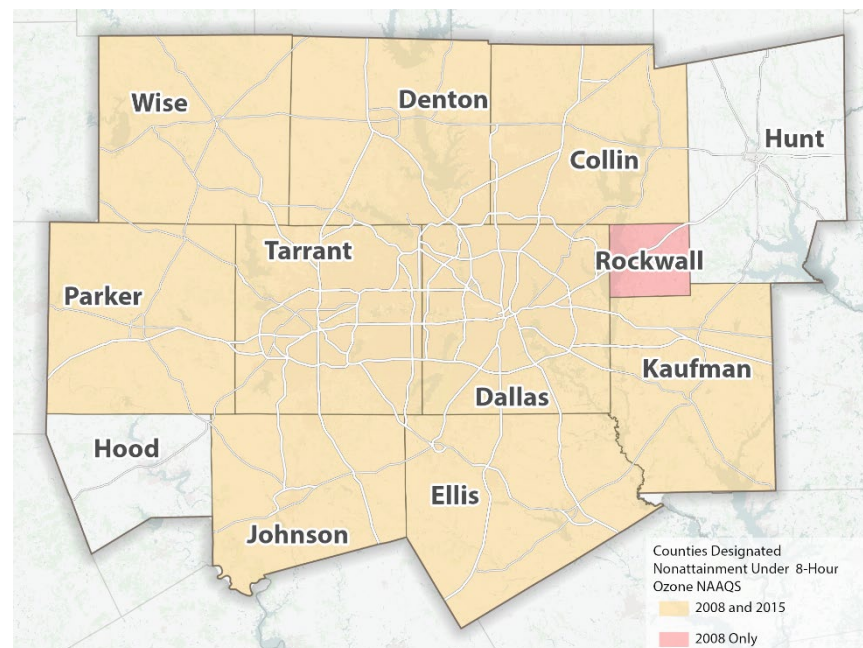 Wise
Denton
Collin
Hunt
Tarrant
Rockwall
Parker
Kaufman
Dallas
Hood
Ellis
Johnson
Counties Designated
Nonattainment Under 8-Hour
Ozone NAAQS
2008 and 2015
2008 Only